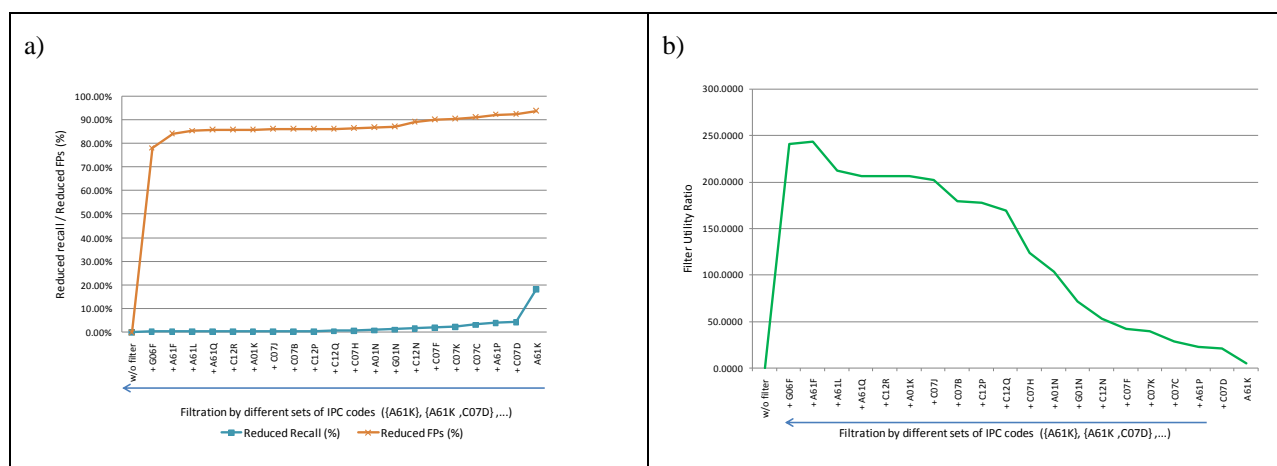 a)
Reduced recall / Reduced FPs (%)
100.00%
90.00%
80.00%
70.00%
60.00%
50.00%
40.00%
30.00%
20.00%
10.00%
0.00%
w/o filter
+ G06F
+ A61F
+ A61L
+ A61Q
+ C12R
+ A01K
+ C07J
+ C07B
+ C12P
+ C12Q
+ C07H
+ A01N
+ G01N
+ C12N
+ C07F
+ C07K
+ C07C
+ A61P
+ C07D
A61K
Filtration by different sets of IPC codes ({A61K}, {A61K ,C07D} ,...)
Reduced Recall (%)
Reduced FPs (%)
b)
Filter Utility Ratio
300.0000
250.0000
200.0000
150.0000
100.0000
50.0000
0.0000
w/o filter
+ G06F
+ A61F
+ A61L
+ A61Q
+ C12R
+ A01K
+ C07J
+ C07B
+ C12P
+ C12Q
+ C07H
+ A01N
+ G01N
+ C12N
+ C07F
+ C07K
+ C07C
+ A61P
+ C07D
A61K
Filtration by different sets of IPC codes ({A61K}, {A61K ,C07D} ,...)